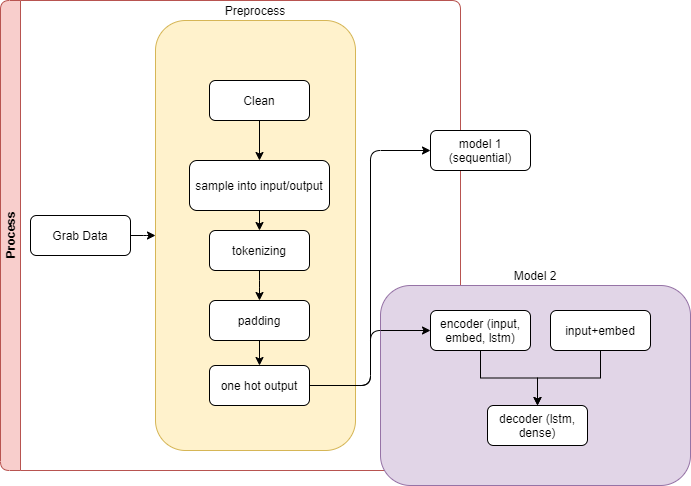 Preprocess
Process
Grab Data
Clean
sample into input/output
tokenizing
padding
one hot output
model 1
(sequential)
Model 2
encoder (input,
embed, lstm)
input+embed
decoder (lstm,
dense)